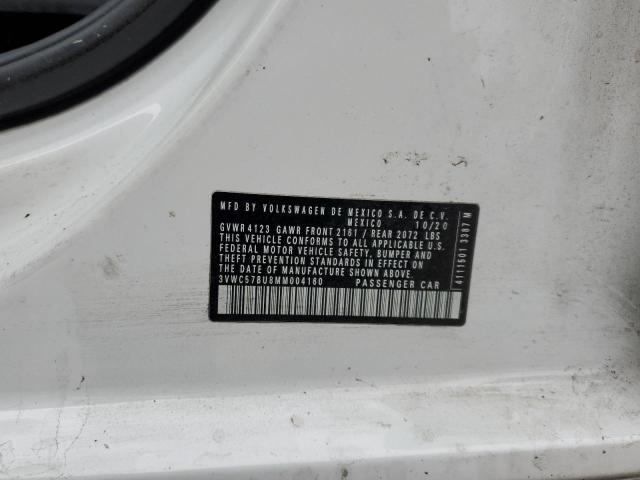 MFD BY VOLKSWAGEN DE MEXICO S.A. DE C.V.
MEXICO 10/20
GVWR 4123 GAWR FRONT 2161 / REAR 2072 LBS
THIS VEHICLE CONFORMS TO ALL APPLICABLE U.S.
FEDERAL MOTOR VEHICLE SAFETY, BUMPER AND
THEFT PREVENTION STANDARDS IN EFFECT ON
THE DATE OF MANUFACTURE SHOWN ABOVE.
3VWC57BU8MM004160 PASSENGER CAR
4111501 3387 M